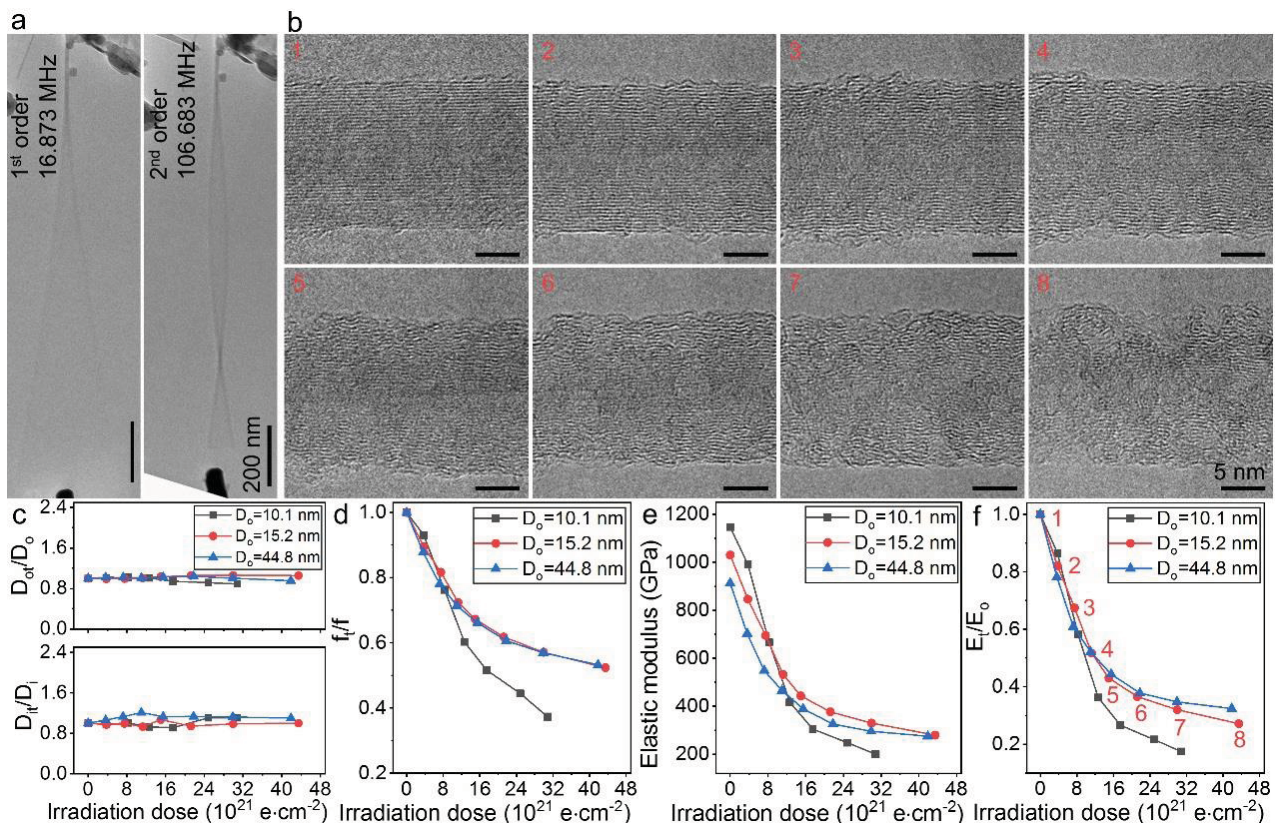 a
1st order
16.873 MHz
2nd order
106.683 MHz
200 nm
b
1
2
3
4
5
6
7
8
5 nm
c
Dot/Do
2.4
1.6
0.8
0.0
Do=10.1 nm
Do=15.2 nm
Do=44.8 nm
Dit/Di
2.4
1.6
0.8
0.0
0 8 16 24 32 40 48
Irradiation dose (10²¹ e·cm⁻²)
d
ft/f
1.0
0.8
0.6
0.4
0.2
Do=10.1 nm
Do=15.2 nm
Do=44.8 nm
0 8 16 24 32 40 48
Irradiation dose (10²¹ e·cm⁻²)
e
Elastic modulus (GPa)
1200
1000
800
600
400
200
Do=10.1 nm
Do=15.2 nm
Do=44.8 nm
0 8 16 24 32 40 48
Irradiation dose (10²¹ e·cm⁻²)
f
Et/Eo
1.0
0.8
0.6
0.4
0.2
Do=10.1 nm
Do=15.2 nm
Do=44.8 nm
1
2
3
4
5
6
7
8
0 8 16 24 32 40 48
Irradiation dose (10²¹ e·cm⁻²)